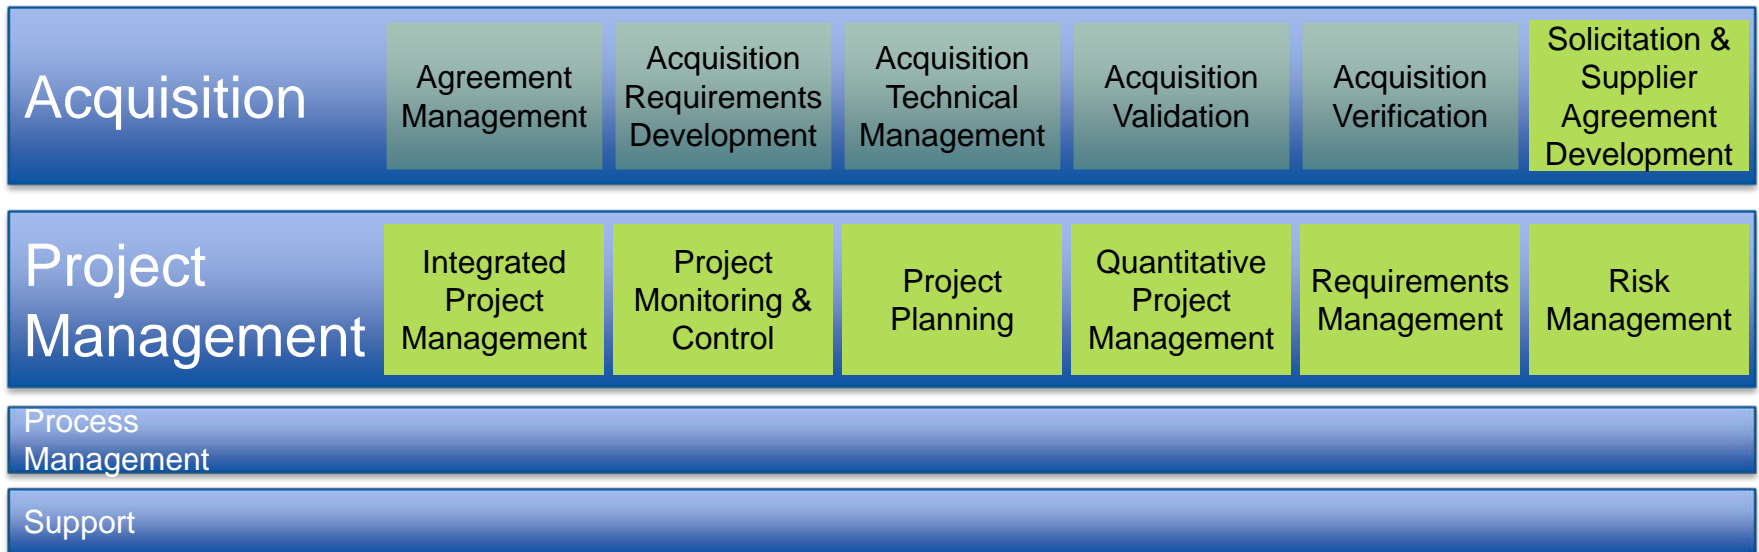 Acquisition
Agreement
Management
Acquisition
Requirements
Development
Acquisition
Technical
Management
Acquisition
Validation
Acquisition
Verification
Solicitation &
Supplier
Agreement
Development
Project
Management
Integrated
Project
Management
Project
Monitoring &
Control
Project
Planning
Quantitative
Project
Management
Requirements
Management
Risk
Management
Process
Management
Support